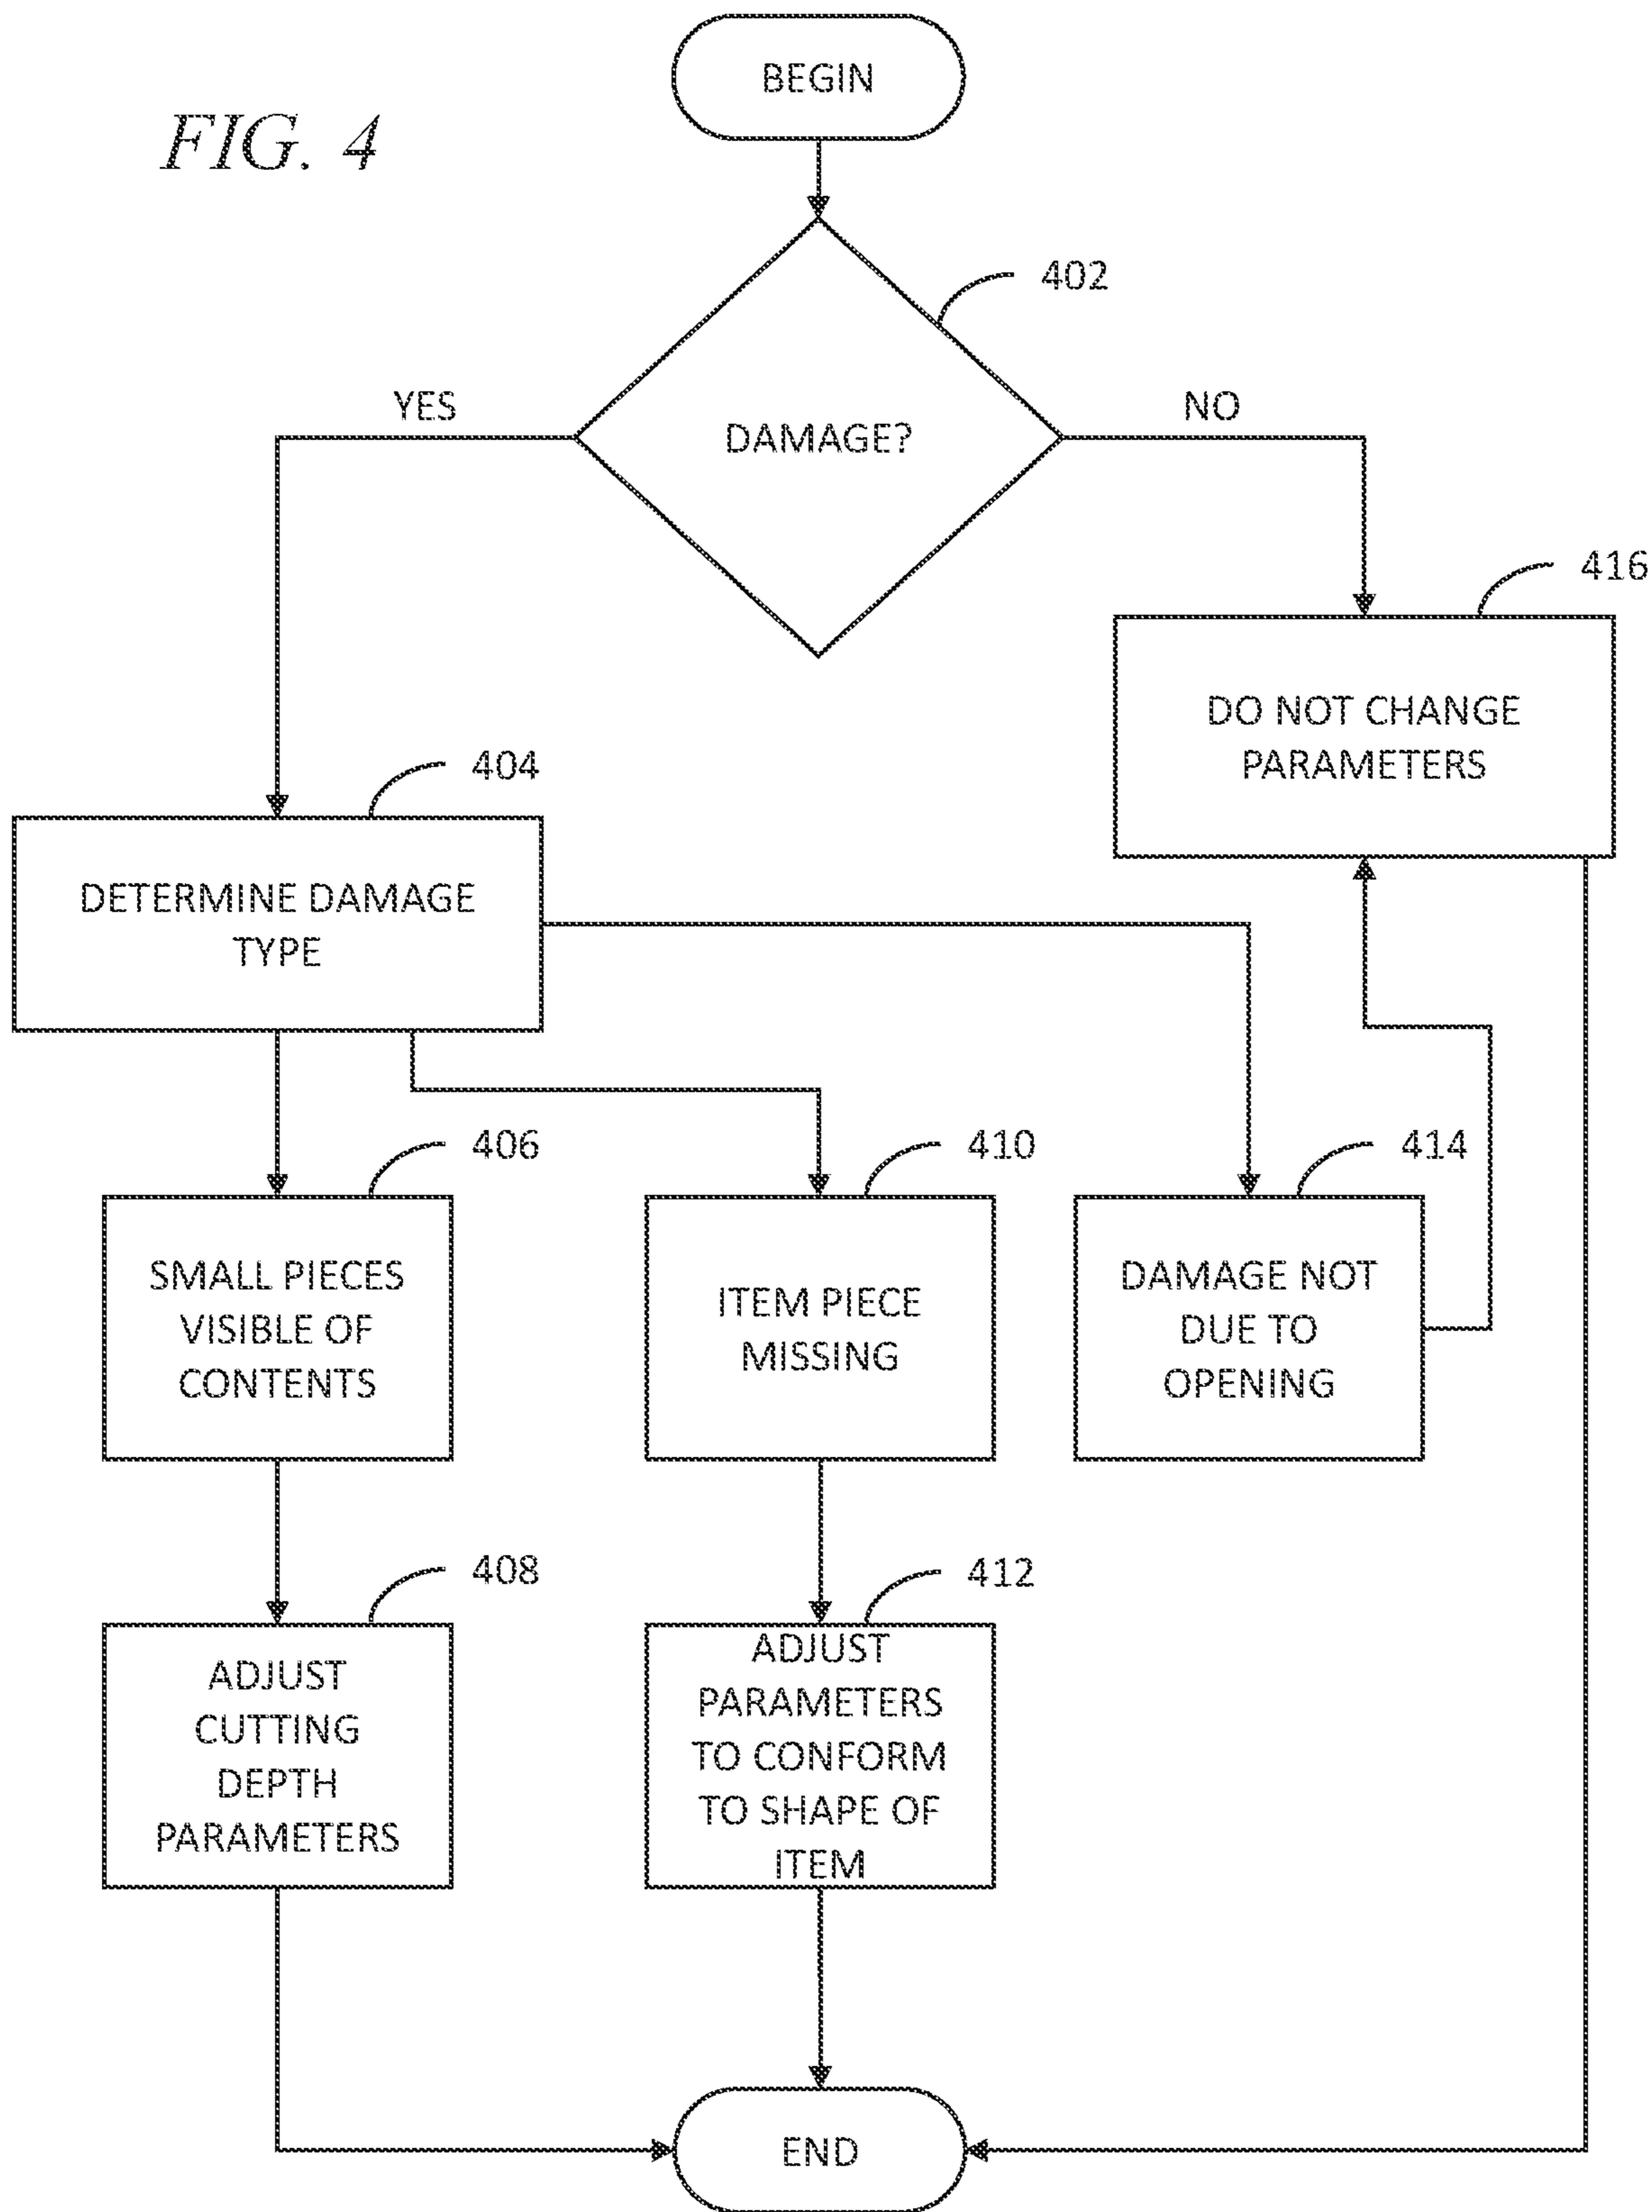 FIG. 4
BEGIN
402
DAMAGE?
YES
NO
416
DO NOT CHANGE
PARAMETERS
404
DETERMINE DAMAGE
TYPE
406
SMALL PIECES
VISIBLE OF
CONTENTS
410
ITEM PIECE
MISSING
414
DAMAGE NOT
DUE TO
OPENING
408
ADJUST
CUTTING
DEPTH
PARAMETERS
412
ADJUST
PARAMETERS
TO CONFORM
TO SHAPE OF
ITEM
END